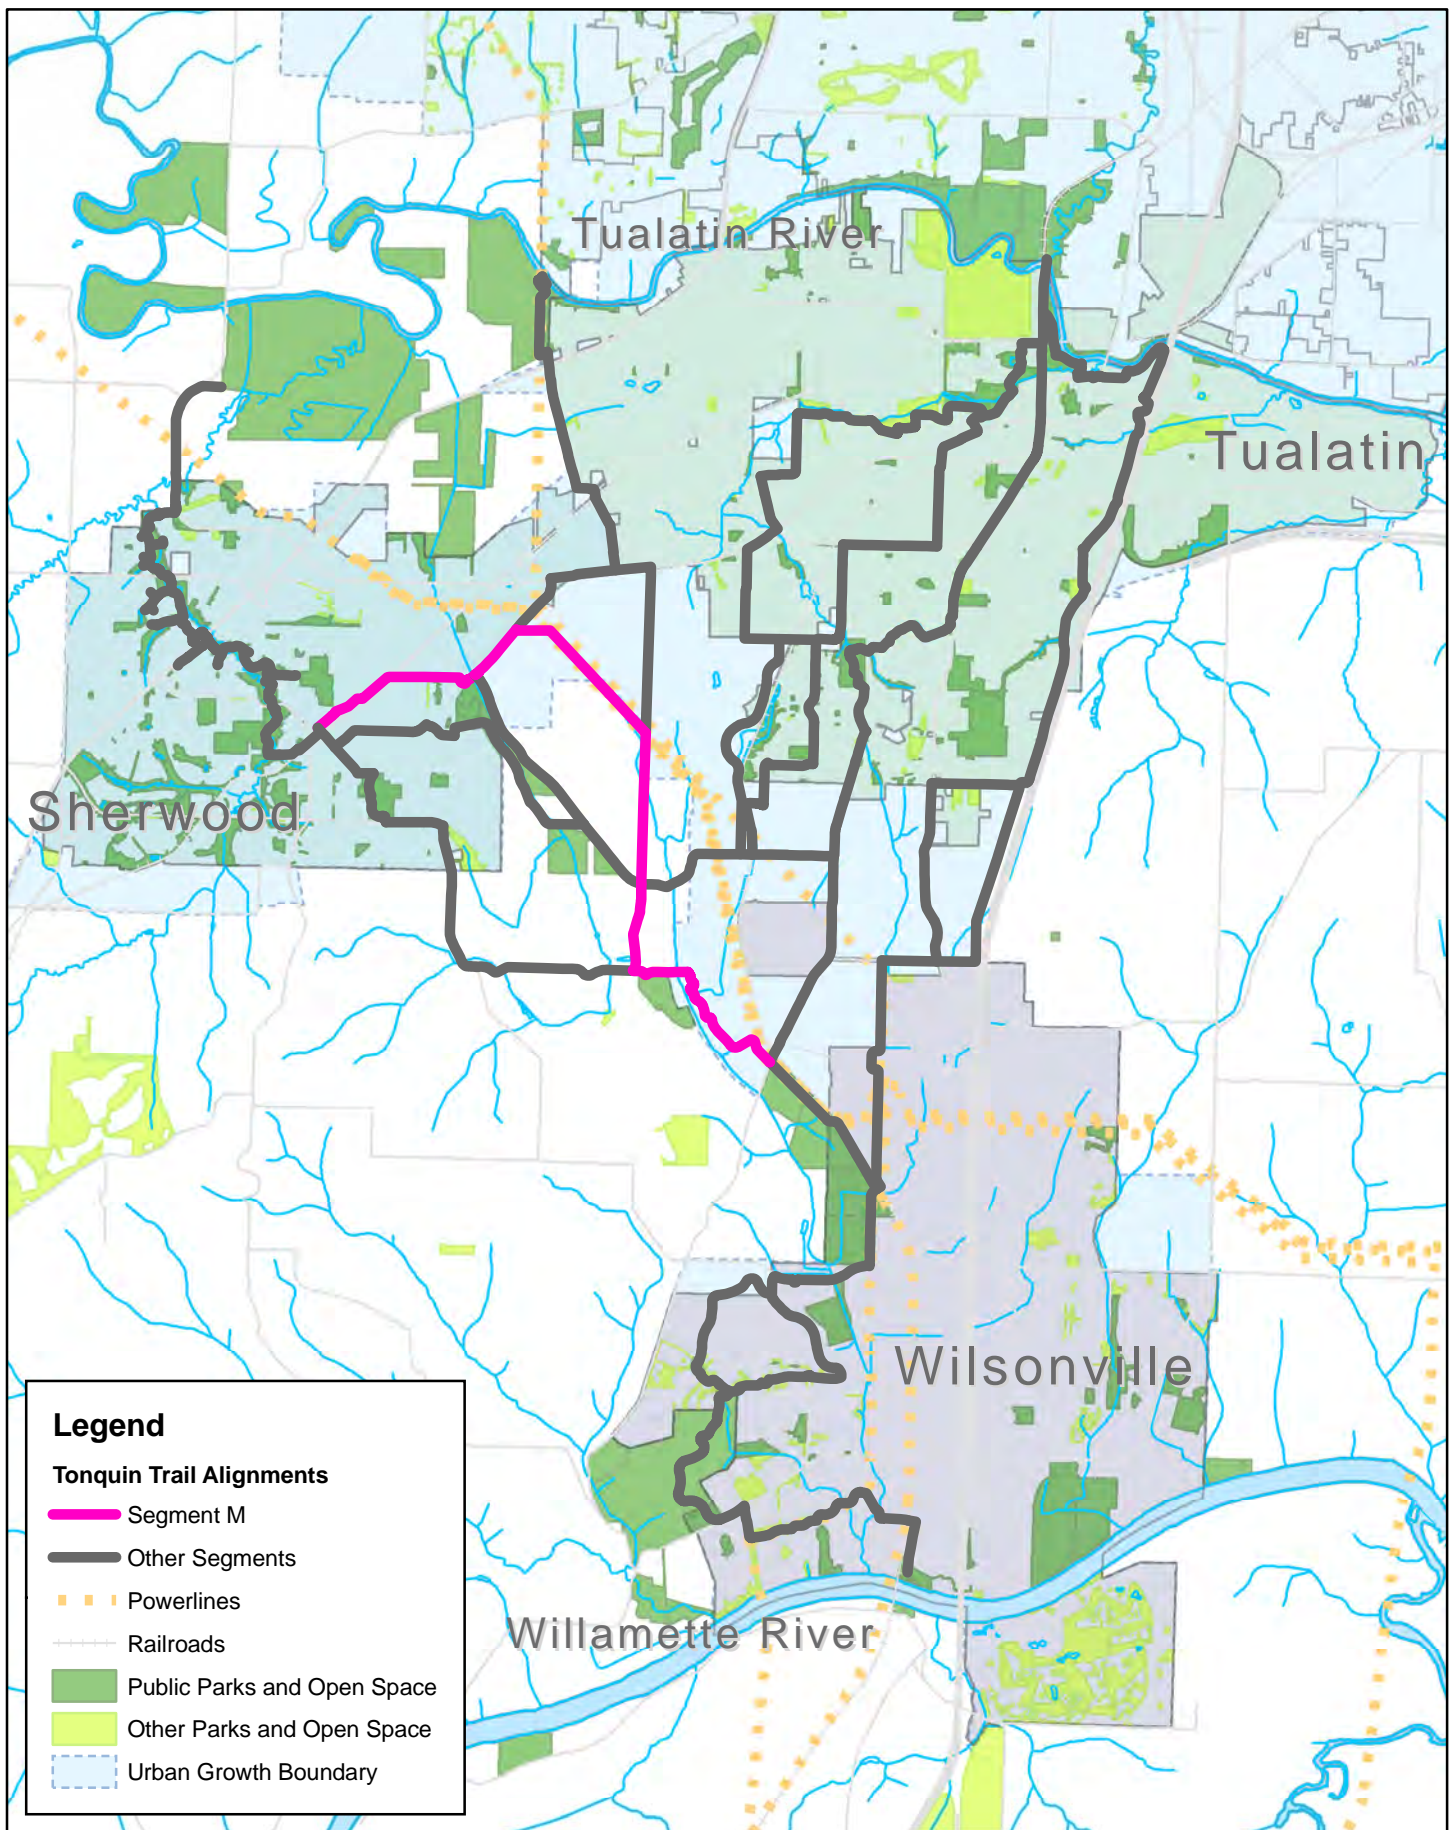 Tualatin River
Tualatin
Sherwood
Wilsonville
Willamette River
Legend
Tonquin Trail Alignments
Segment M
Other Segments
Powerlines
Railroads
Public Parks and Open Space
Other Parks and Open Space
Urban Growth Boundary